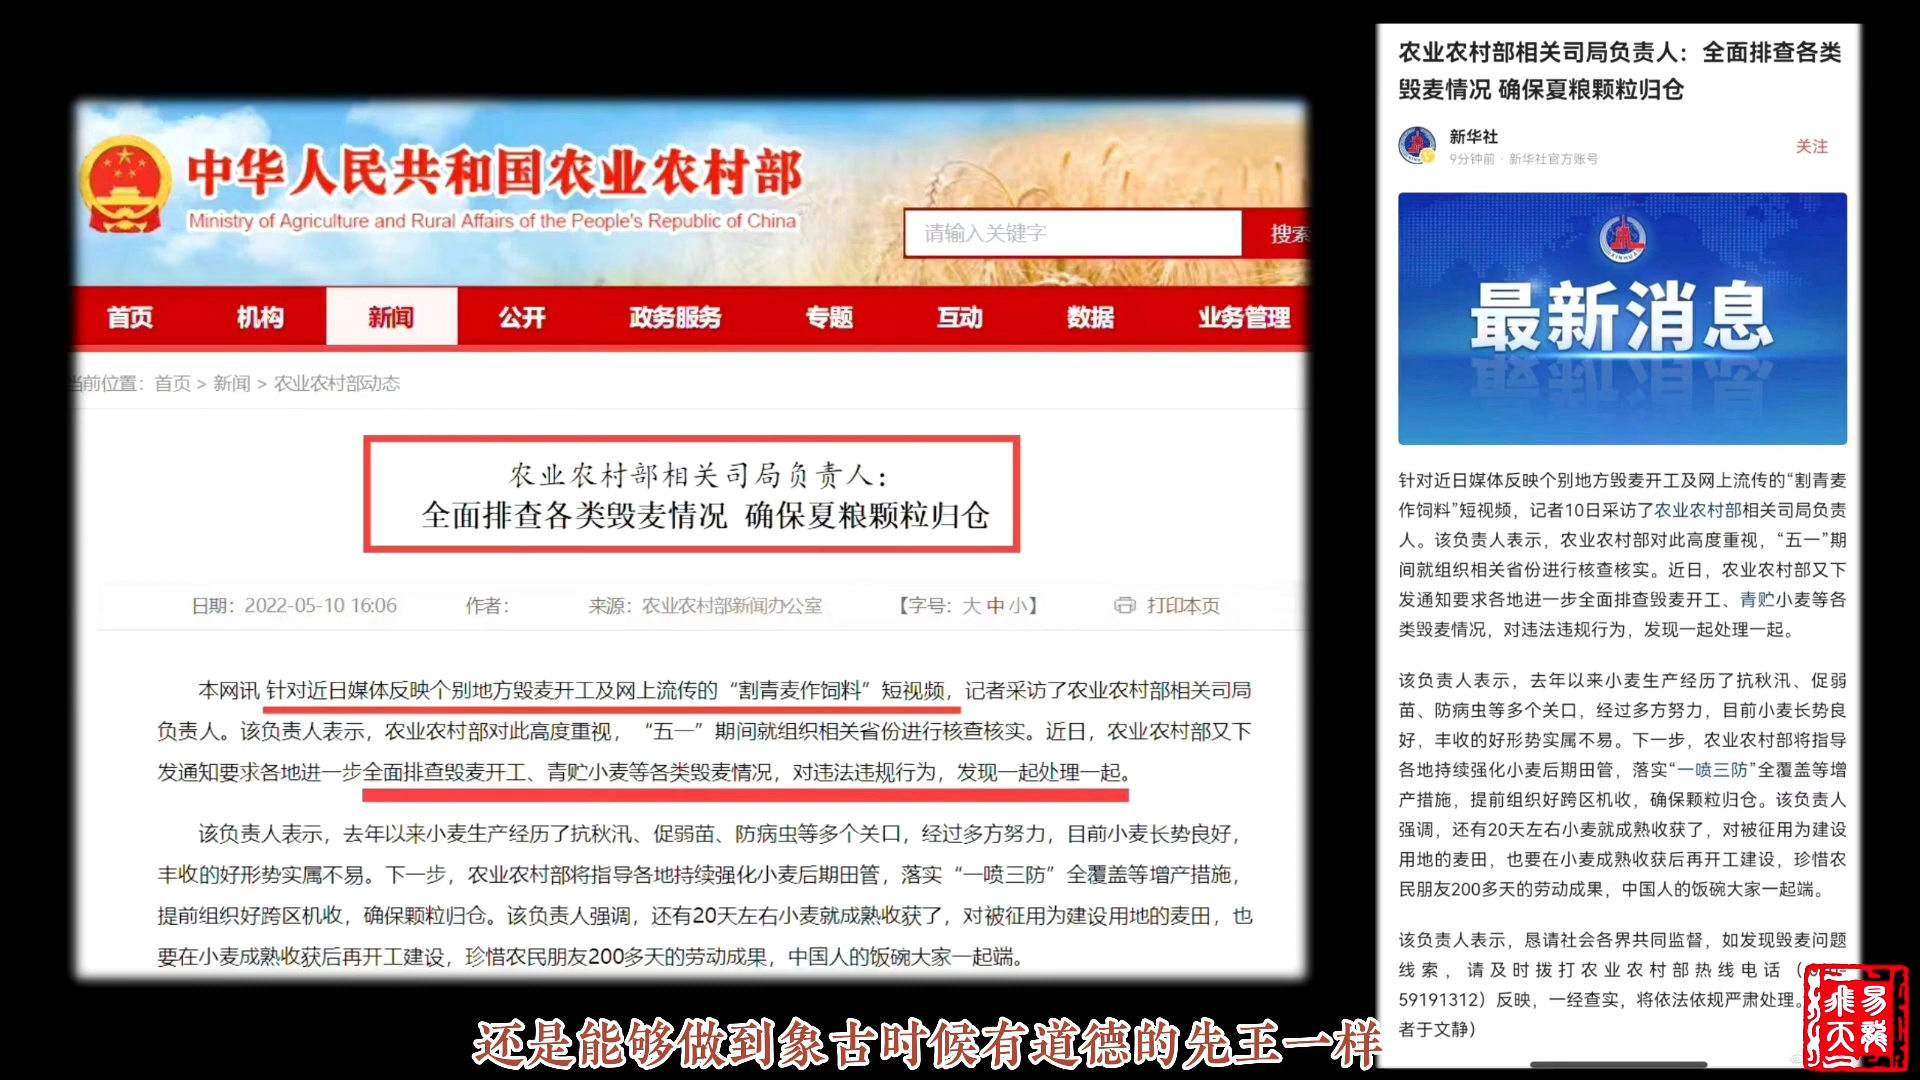 中华人民共和国农业农村部
Ministry of Agriculture and Rural Affairs of the People's Republic of China
请输入关键字
搜索
首页 机构 新闻 公开 政务服务 专题 互动 数据 业务管理
当前位置：首页 > 新闻 > 农业农村部动态
农业农村部相关司局负责人：
全面排查各类毁麦情况 确保夏粮颗粒归仓
日期：2022-05-10 16:06 作者： 来源：农业农村部新闻办公室 【字号：大 中 小】 打印本页
本网讯 针对近日媒体反映个别地方毁麦开工及网上流传的“割青麦作饲料”短视频，记者采访了农业农村部相关司局
负责人。该负责人表示，农业农村部对此高度重视，“五一”期间就组织相关省份进行核查核实。近日，农业农村部又下
发通知要求各地进一步全面排查毁麦开工、青贮小麦等各类毁麦情况，对违法违规行为，发现一起处理一起。
该负责人表示，去年以来小麦生产经历了抗秋汛、促弱苗、防病虫等多个关口，经过多方努力，目前小麦长势良好，
丰收的好形势实属不易。下一步，农业农村部将指导各地持续强化小麦后期田管，落实“一喷三防”全覆盖等增产措施，
提前组织好跨区机收，确保颗粒归仓。该负责人强调，还有20天左右小麦就成熟收获了，对被征用为建设用地的麦田，也
要在小麦成熟收获后再开工建设，珍惜农民朋友200多天的劳动成果，中国人的饭碗大家一起端。
农业农村部相关司局负责人：全面排查各类
毁麦情况 确保夏粮颗粒归仓
新华社
9分钟前 · 新华社官方账号
关注
XINHUA
最新消息
针对近日媒体反映个别地方毁麦开工及网上流传的“割青麦
作饲料”短视频，记者10日采访了农业农村部相关司局负责
人。该负责人表示，农业农村部对此高度重视，“五一”期
间就组织相关省份进行核查核实。近日，农业农村部又下
发通知要求各地进一步全面排查毁麦开工、青贮小麦等各
类毁麦情况，对违法违规行为，发现一起处理一起。
该负责人表示，去年以来小麦生产经历了抗秋汛、促弱
苗、防病虫等多个关口，经过多方努力，目前小麦长势良
好，丰收的好形势实属不易。下一步，农业农村部将指导
各地持续强化小麦后期田管，落实“一喷三防”全覆盖等增
产措施，提前组织好跨区机收，确保颗粒归仓。该负责人
强调，还有20天左右小麦就成熟收获了，对被征用为建设
用地的麦田，也要在小麦成熟收获后再开工建设，珍惜农
民朋友200多天的劳动成果，中国人的饭碗大家一起端。
该负责人表示，恳请社会各界共同监督，如发现毁麦问题
线索，请及时拨打农业农村部热线电话（
59191312）反映，一经查实，将依法依规严肃处理。
者于文静）
还是能够做到象古时候有道德的先王一样
易龍
飛天